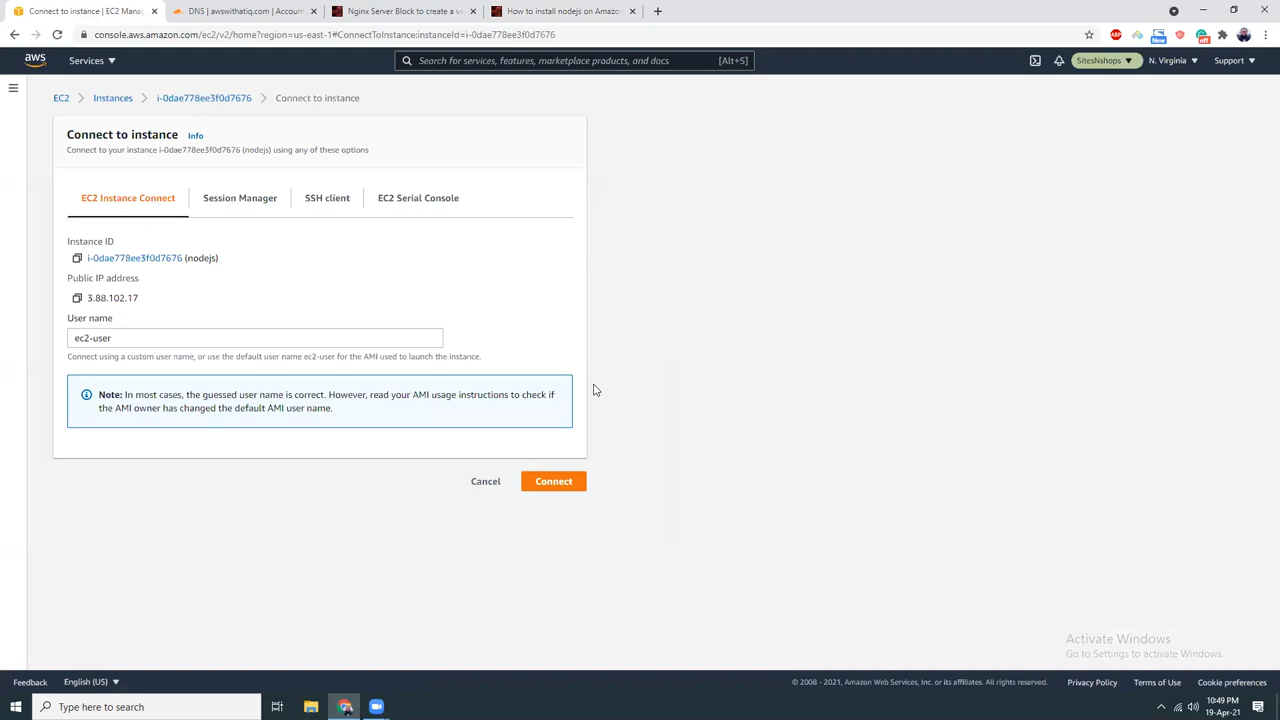 Connect to instance | EC2 Manag
DNS | awswithatiq.com | Account
Nginx Server Block to create a va
How to install nodejs on Amazon
console.aws.amazon.com/ec2/v2/home?region=us-east-1#ConnectToInstance:instanceId=i-0dae778ee3f0d7676
ABP
New
off
aws
Services
Search for services, features, marketplace products, and docs
[Alt+S]
SitesNshops
N. Virginia
Support
EC2
Instances
i-0dae778ee3f0d7676
Connect to instance
Connect to instance Info
Connect to your instance i-0dae778ee3f0d7676 (nodejs) using any of these options
EC2 Instance Connect
Session Manager
SSH client
EC2 Serial Console
Instance ID
i-0dae778ee3f0d7676 (nodejs)
Public IP address
3.88.102.17
User name
ec2-user
Connect using a custom user name, or use the default user name ec2-user for the AMI used to launch the instance.
Note: In most cases, the guessed user name is correct. However, read your AMI usage instructions to check if
the AMI owner has changed the default AMI user name.
Cancel
Connect
Activate Windows
Go to Settings to activate Windows.
Feedback
English (US)
© 2008 - 2021, Amazon Web Services, Inc. or its affiliates. All rights reserved.
Privacy Policy
Terms of Use
Cookie preferences
Type here to search
10:49 PM
19-Apr-21